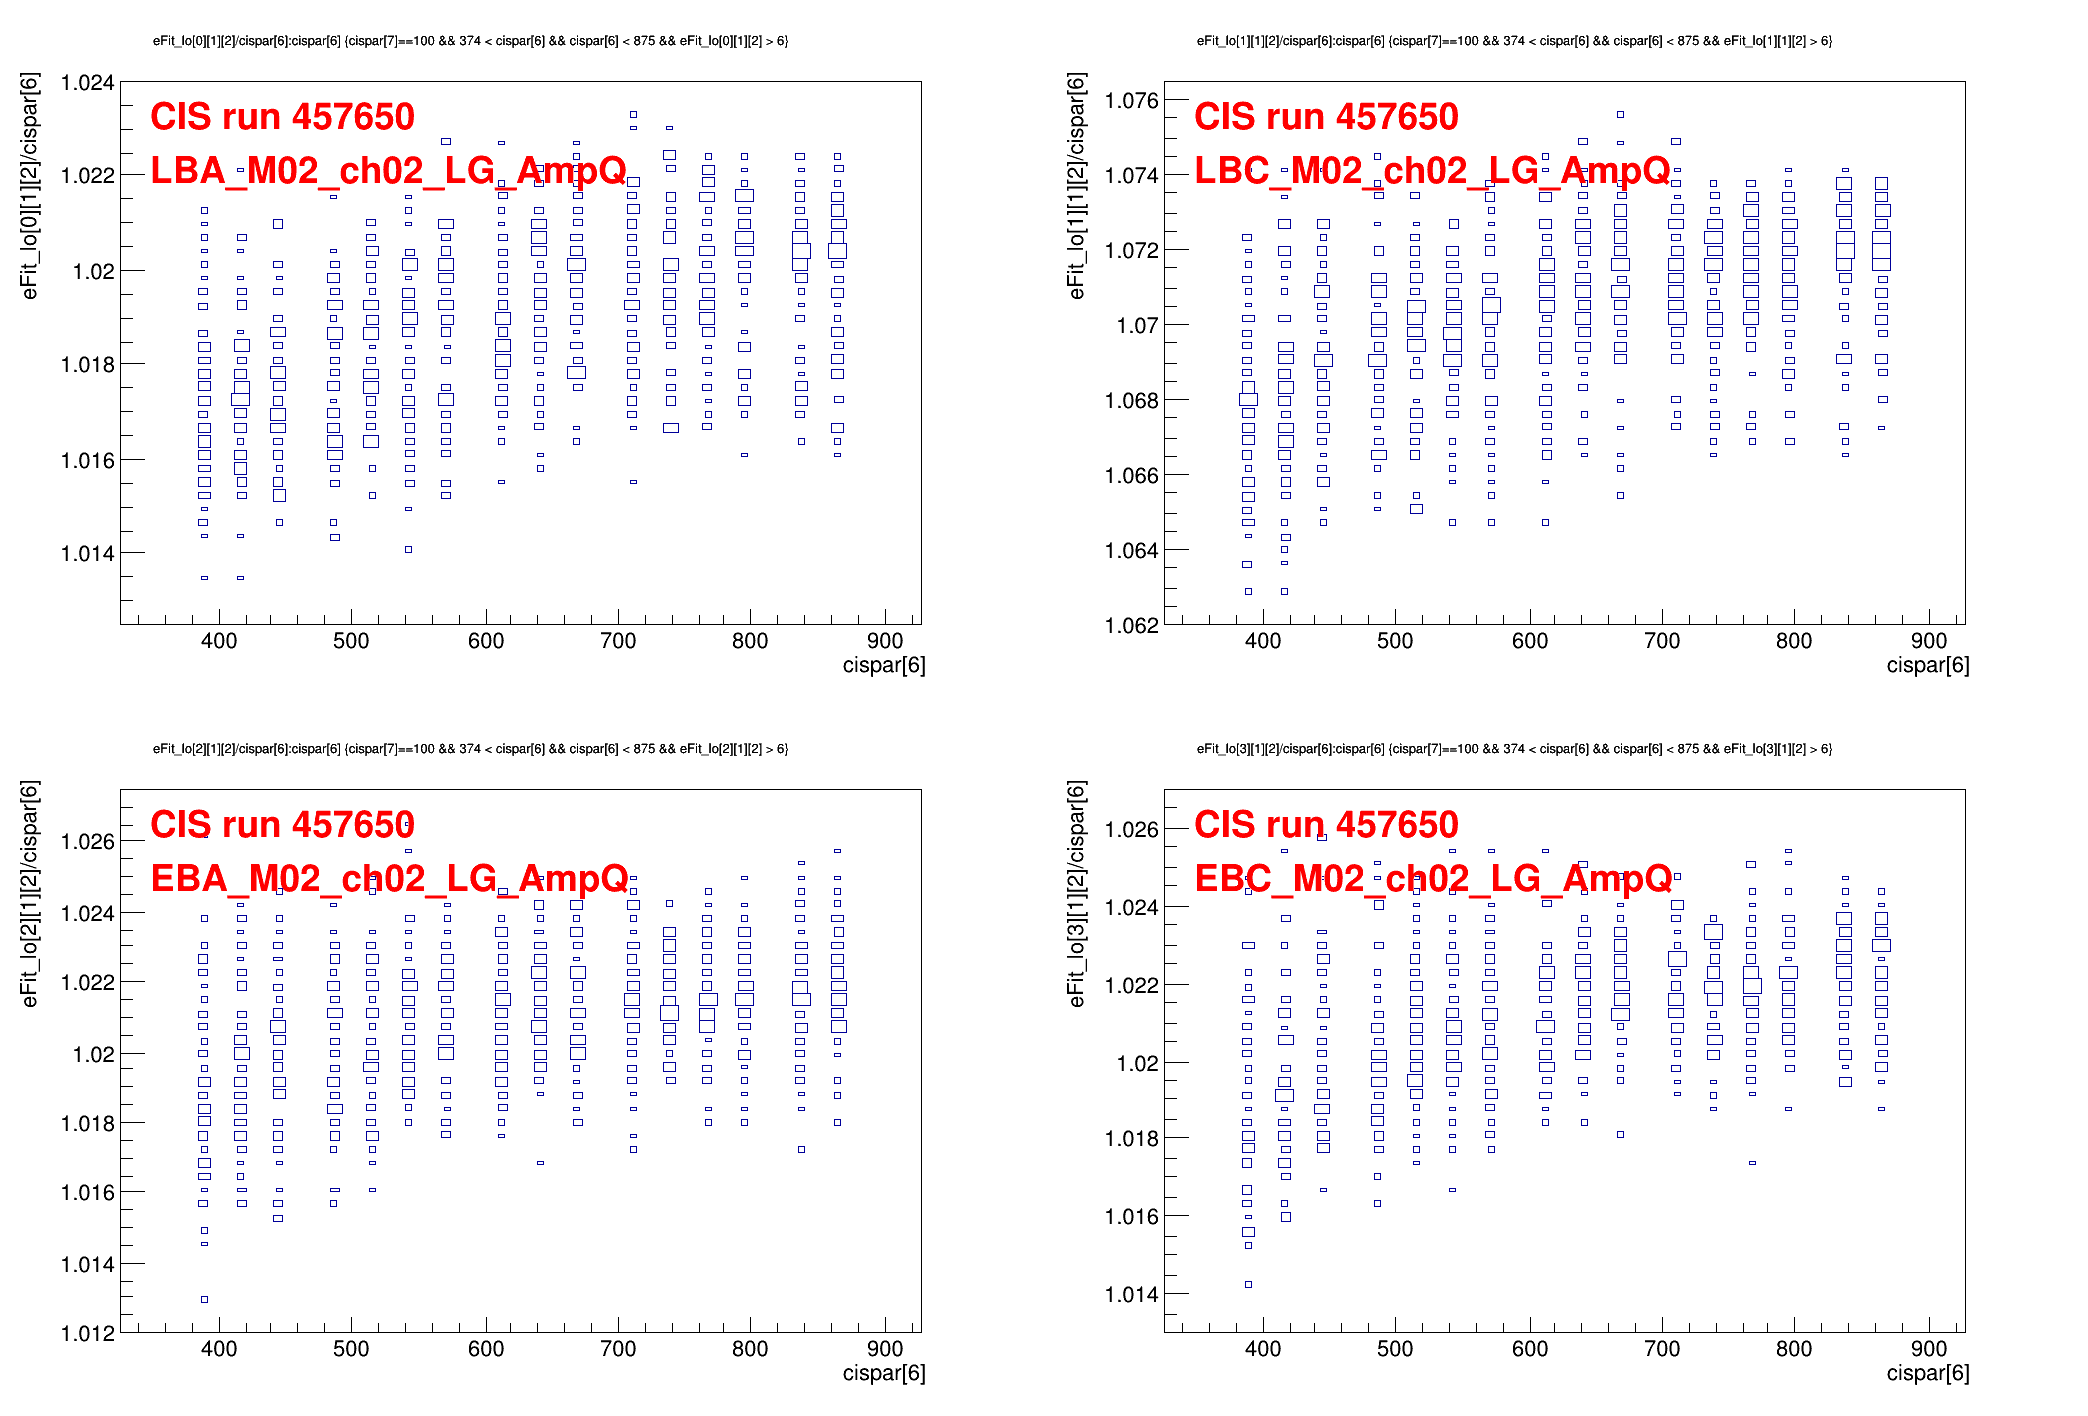 eFit_lo[0][1][2]/cispar[6]:cispar[6] {cispar[7]==100 && 374 < cispar[6] && cispar[6] < 875 && eFit_lo[0][1][2] > 6}
eFit_lo[0][1][2]/cispar[6]
CIS run 457650
LBA_M02_ch02_LG_AmpQ
1.024
1.022
1.02
1.018
1.016
1.014
400 500 600 700 800 900
cispar[6]
eFit_lo[1][1][2]/cispar[6]:cispar[6] {cispar[7]==100 && 374 < cispar[6] && cispar[6] < 875 && eFit_lo[1][1][2] > 6}
eFit_lo[1][1][2]/cispar[6]
CIS run 457650
LBC_M02_ch02_LG_AmpQ
1.076
1.074
1.072
1.07
1.068
1.066
1.064
1.062
400 500 600 700 800 900
cispar[6]
eFit_lo[2][1][2]/cispar[6]:cispar[6] {cispar[7]==100 && 374 < cispar[6] && cispar[6] < 875 && eFit_lo[2][1][2] > 6}
eFit_lo[2][1][2]/cispar[6]
CIS run 457650
EBA_M02_ch02_LG_AmpQ
1.026
1.024
1.022
1.02
1.018
1.016
1.014
1.012
400 500 600 700 800 900
cispar[6]
eFit_lo[3][1][2]/cispar[6]:cispar[6] {cispar[7]==100 && 374 < cispar[6] && cispar[6] < 875 && eFit_lo[3][1][2] > 6}
eFit_lo[3][1][2]/cispar[6]
CIS run 457650
EBC_M02_ch02_LG_AmpQ
1.026
1.024
1.022
1.02
1.018
1.016
1.014
400 500 600 700 800 900
cispar[6]